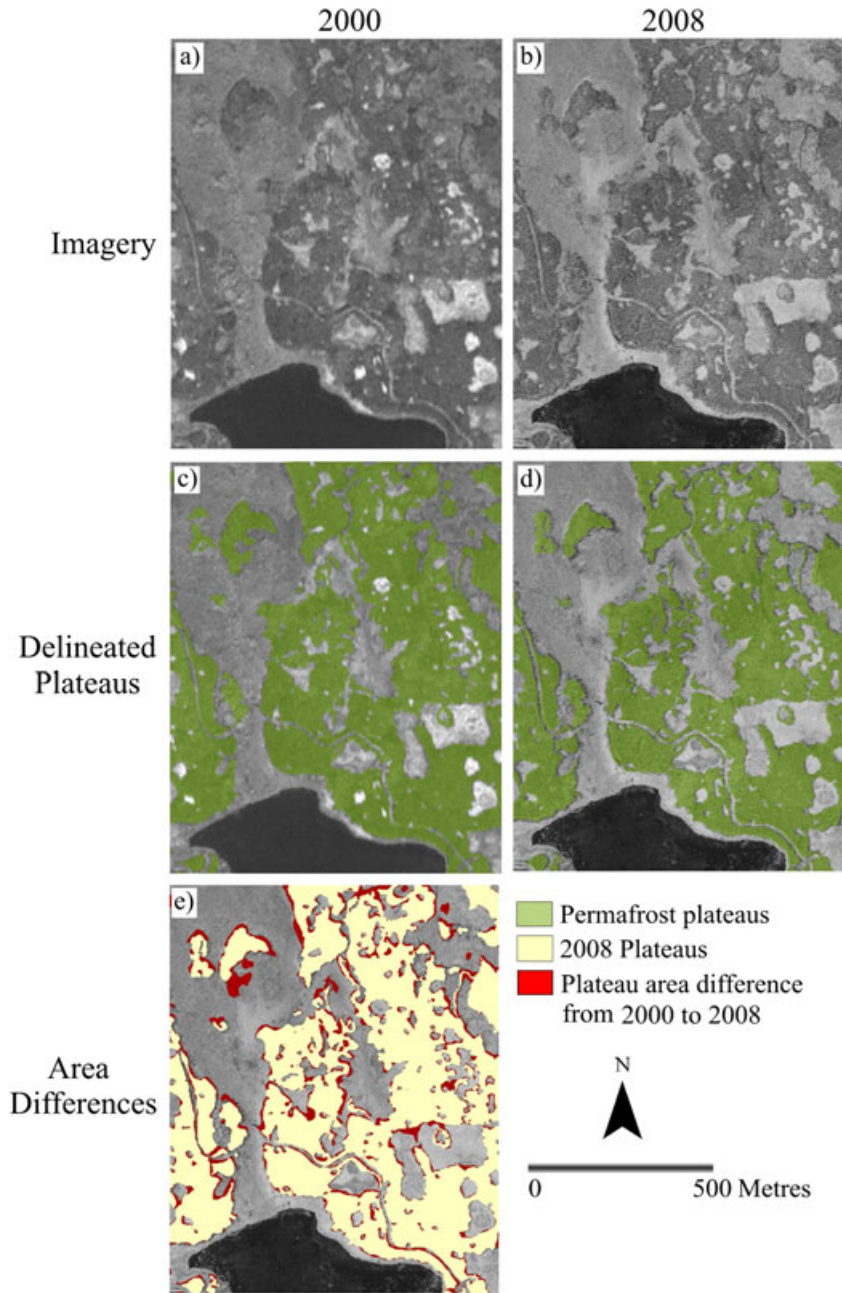 2000
2008
a)
b)
Imagery
c)
d)
Delineated
Plateaus
e)
Permafrost plateaus
2008 Plateaus
Plateau area difference
from 2000 to 2008
Area
Differences
N
0
500 Metres